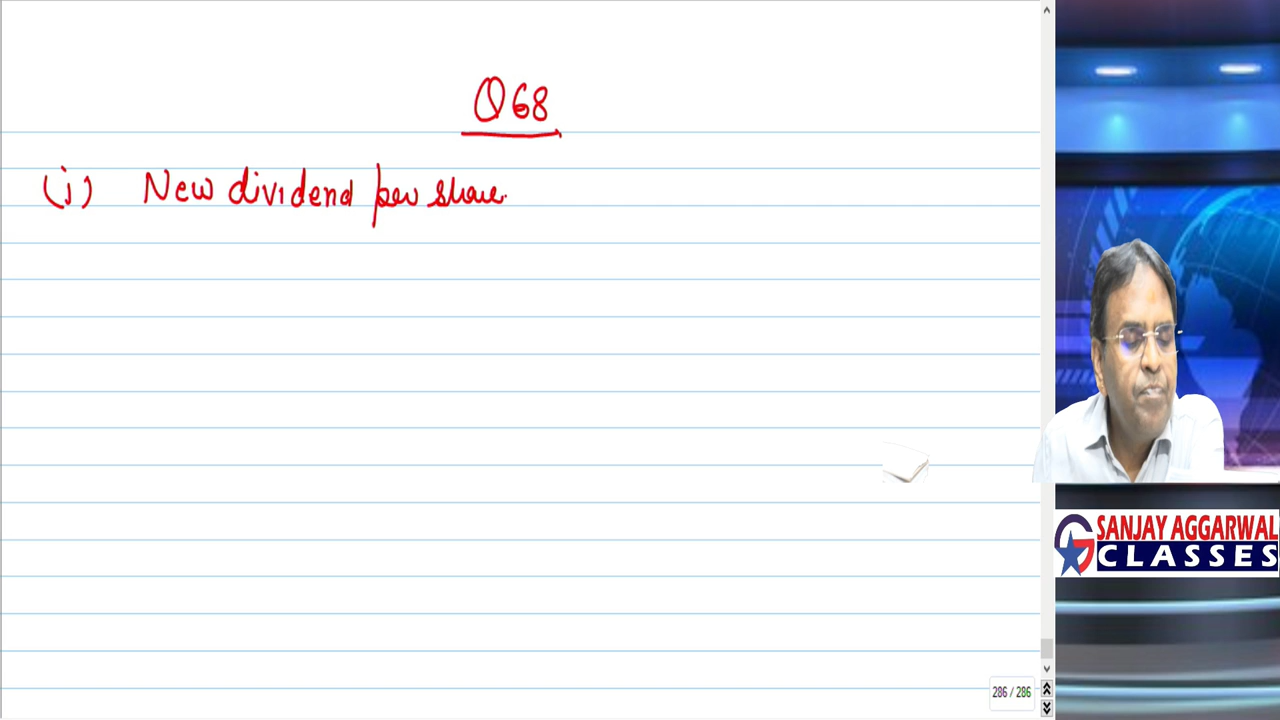 Q68
(i) New dividend per share.
SANJAY AGGARWAL
CLASSES
286 / 286